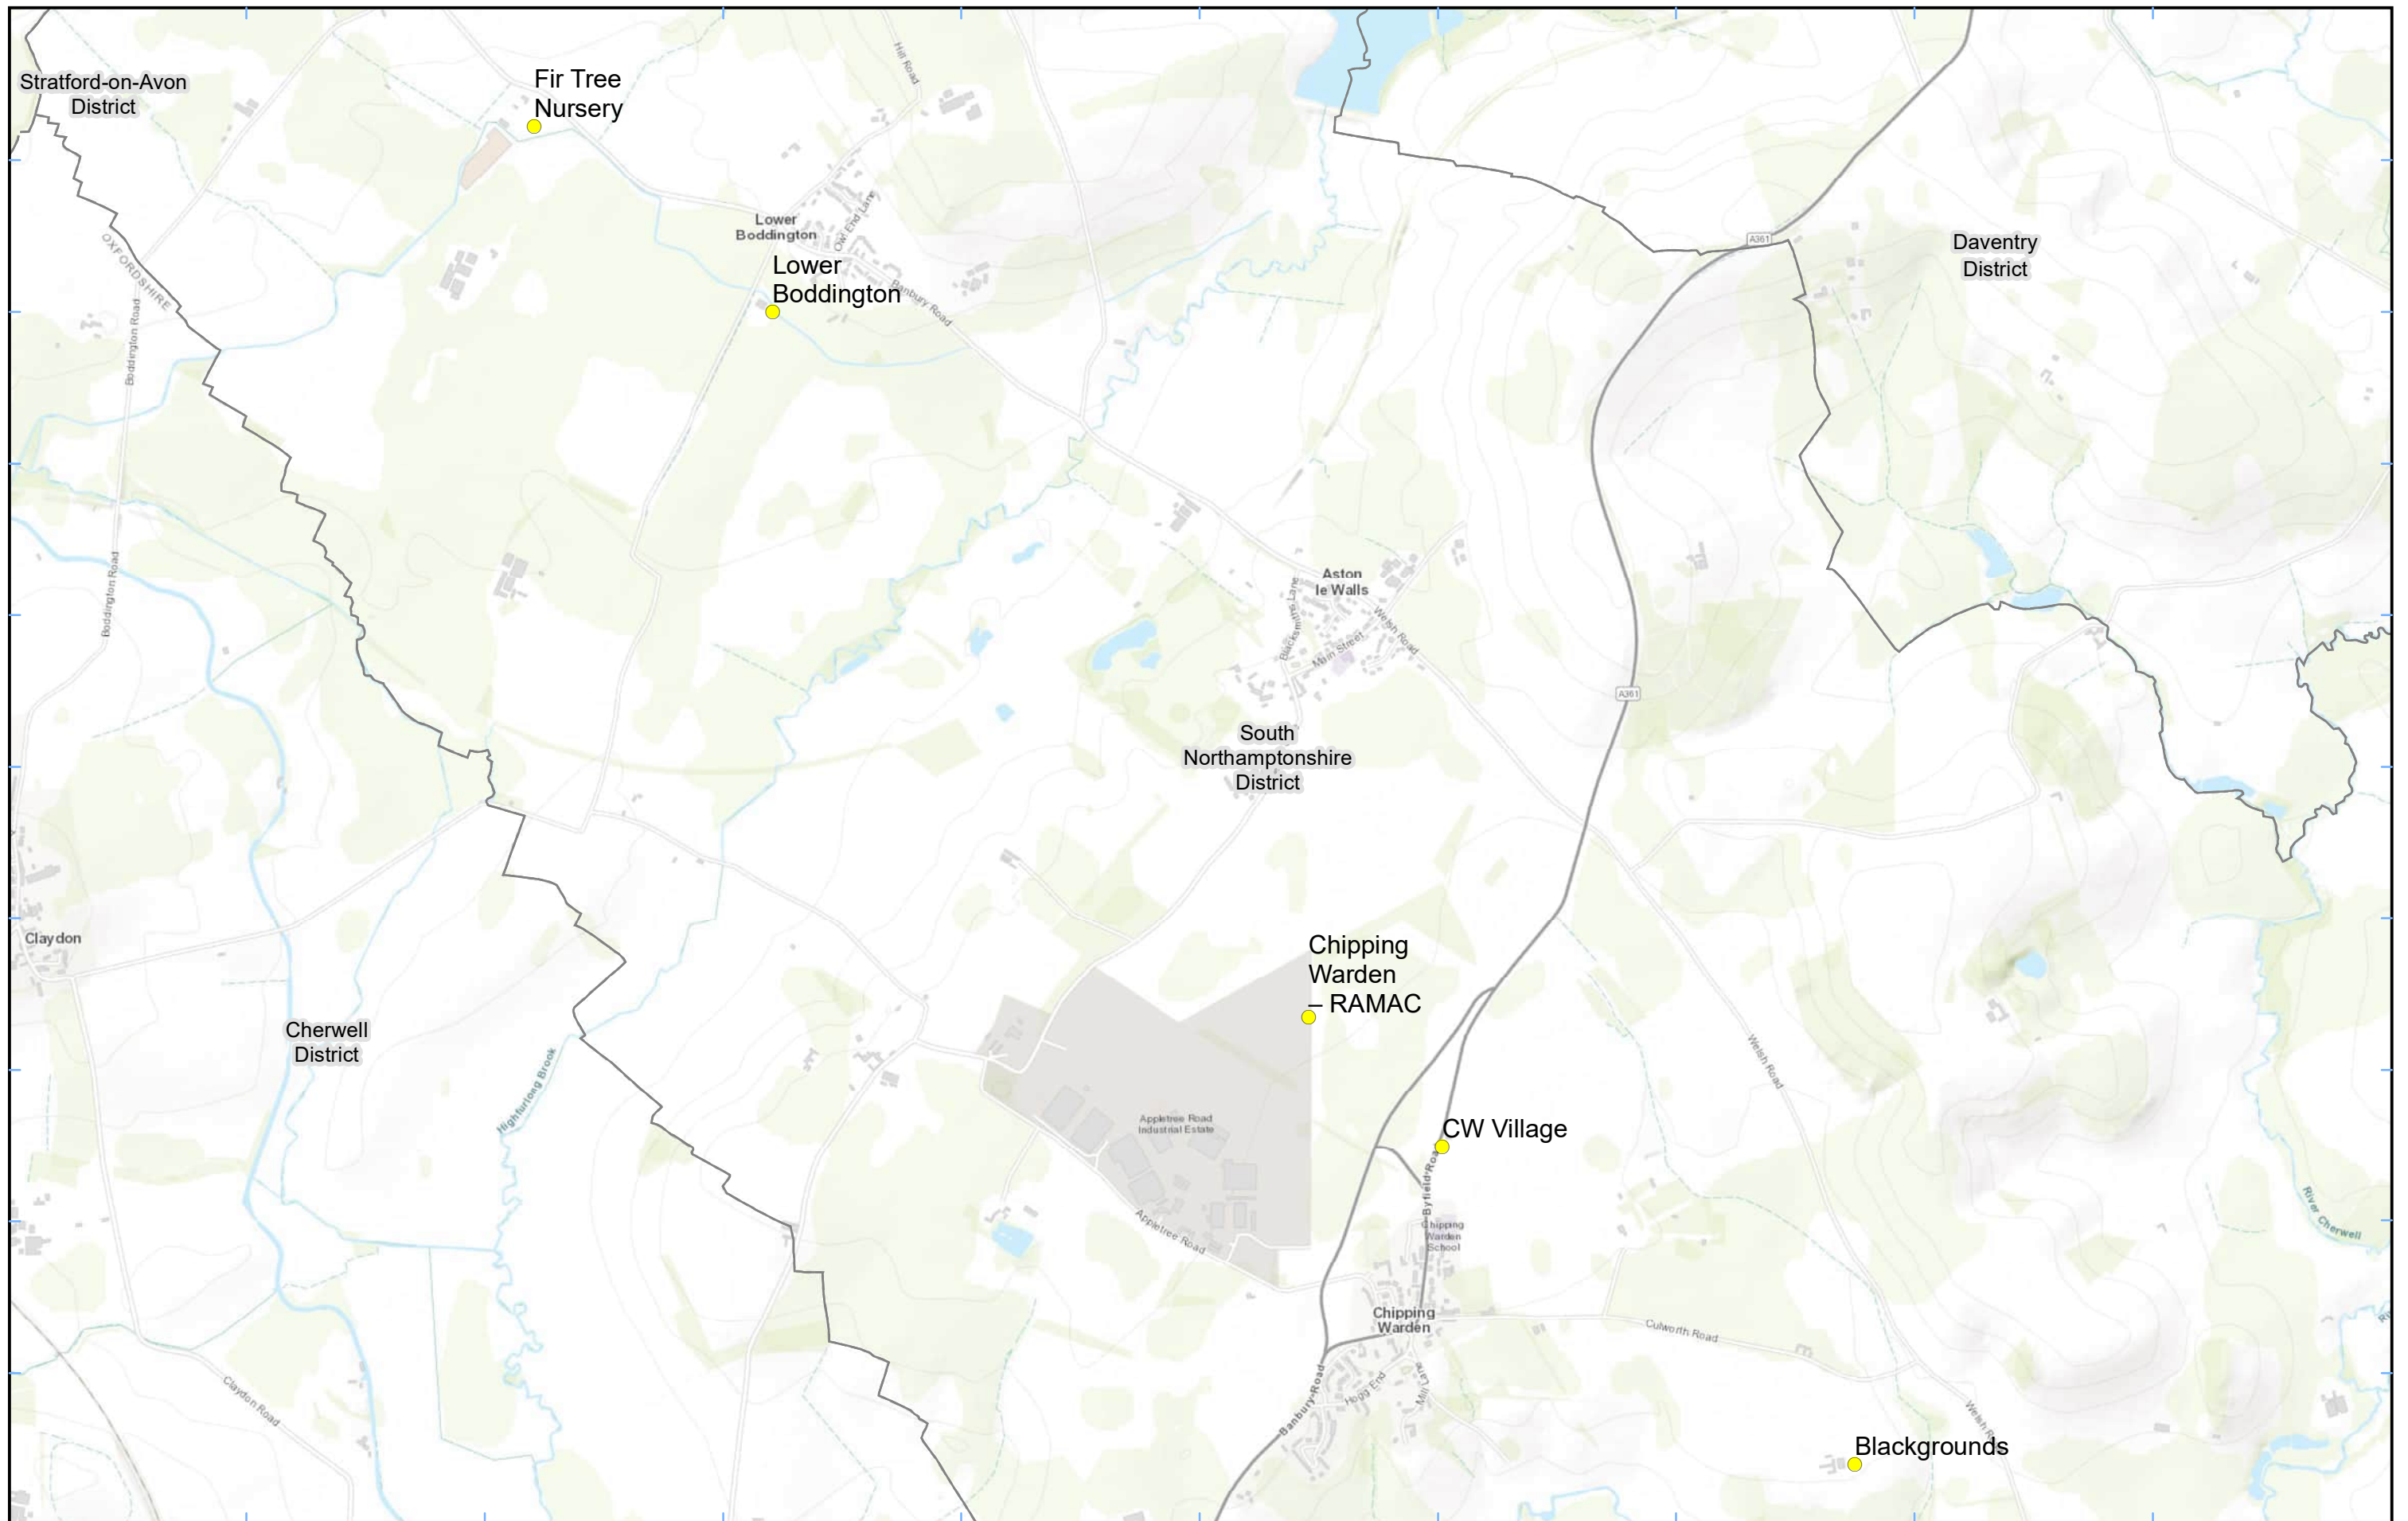 Stratford-on-Avon
District
Fir Tree
Nursery
Hill Road
Lower
Boddington
Owl End Lane
OXFORDSHIRE
A361
Daventry
District
Lower
Boddington
Banbury Road
Boddington Road
Boddington Road
Aston
le Walls
Blacksmiths Lane
Main Street
Welsh Road
A361
South
Northamptonshire
District
Claydon
Chipping
Warden
– RAMAC
Cherwell
District
Highfurlong Brook
Welsh Road
Appletree Road
Industrial Estate
CW Village
Byfield Roa
Appletree Road
Chipping
Warden
School
River Cherwell
Chipping
Warden
Culworth Road
Claydon Road
Banbury Road
Hogg End
Mill Lane
Welsh R
Blackgrounds